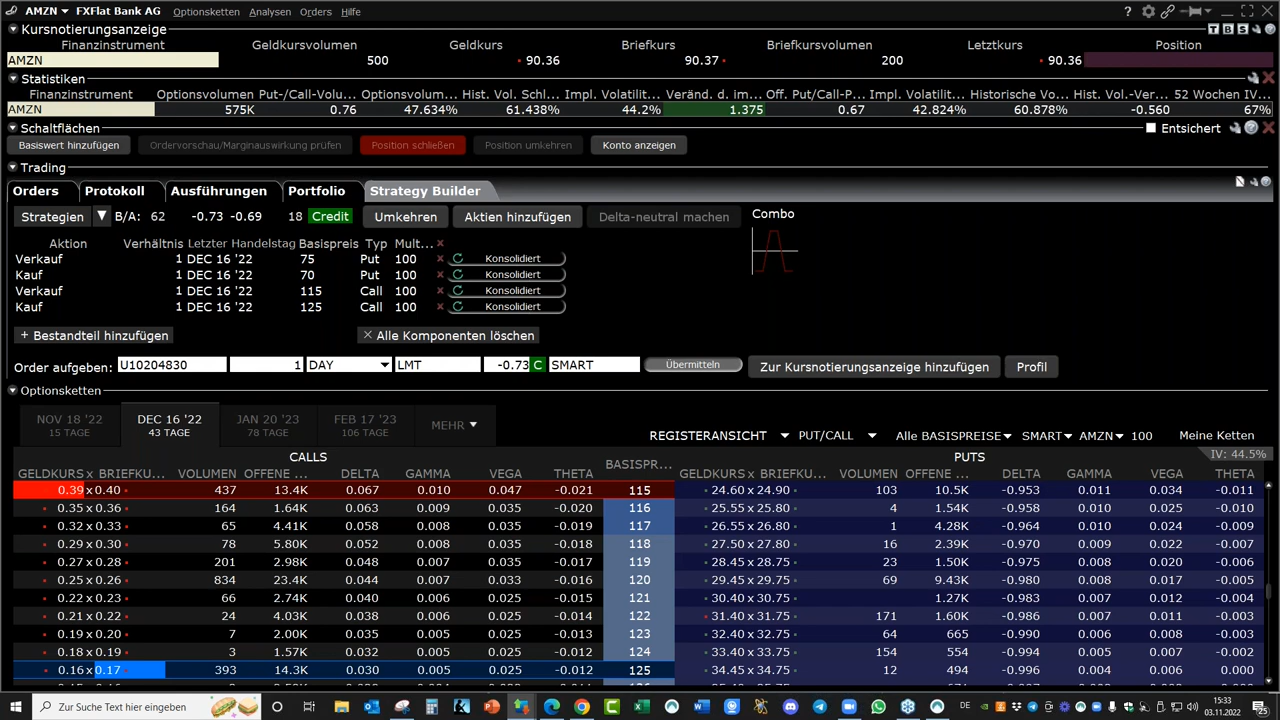 AMZN FXFlat Bank AG Optionsketten Analysen Orders Hilfe
Kursnotierungsanzeige
Finanzinstrument Geldkursvolumen Geldkurs Briefkurs Briefkursvolumen Letztkurs Position
AMZN 500 90.36 90.37 200 90.36
Statistiken
Finanzinstrument Optionsvolumen Put-/Call-Volu... Optionsvolum... Hist. Vol. Schl... Impl. Volatilit... Veränd. d. im... Off. Put/Call-P... Impl. Volatilit... Historische Vo... Hist. Vol.-Ver... 52 Wochen IV...
AMZN 575K 0.76 47.634% 61.438% 44.2% 1.375 0.67 42.824% 60.878% -0.560 67%
Schaltflächen Entsichert
Basiswert hinzufügen Ordervorschau/Marginauswirkung prüfen Position schließen Position umkehren Konto anzeigen
Trading
Orders Protokoll Ausführungen Portfolio Strategy Builder
Strategien B/A: 62 -0.73 -0.69 18 Credit Umkehren Aktien hinzufügen Delta-neutral machen Combo
Aktion Verhältnis Letzter Handelstag Basispreis Typ Mult...
Verkauf 1 DEC 16 '22 75 Put 100 Konsolidiert
Kauf 1 DEC 16 '22 70 Put 100 Konsolidiert
Verkauf 1 DEC 16 '22 115 Call 100 Konsolidiert
Kauf 1 DEC 16 '22 125 Call 100 Konsolidiert
+ Bestandteil hinzufügen × Alle Komponenten löschen
Order aufgeben: U10204830 1 DAY LMT -0.73 C SMART Übermitteln Zur Kursnotierungsanzeige hinzufügen Profil
Optionsketten
NOV 18 '22 DEC 16 '22 JAN 20 '23 FEB 17 '23 MEHR
15 TAGE 43 TAGE 78 TAGE 106 TAGE
REGISTERANSICHT PUT/CALL Alle BASISPREISE SMART AMZN 100 Meine Ketten
CALLS PUTS IV: 44.5%
GELDKURS x BRIEFKU... VOLUMEN OFFENE ... DELTA GAMMA VEGA THETA BASISPR... GELDKURS x BRIEFKU... VOLUMEN OFFENE ... DELTA GAMMA VEGA THETA
0.39 x 0.40 437 13.4K 0.067 0.010 0.047 -0.021 115 24.60 x 24.90 103 10.5K -0.953 0.011 0.034 -0.011
0.35 x 0.36 164 1.64K 0.063 0.009 0.035 -0.020 116 25.55 x 25.80 4 1.54K -0.958 0.010 0.025 -0.010
0.32 x 0.33 65 4.41K 0.058 0.008 0.035 -0.019 117 26.55 x 26.80 1 4.28K -0.964 0.010 0.024 -0.009
0.29 x 0.30 78 5.80K 0.052 0.008 0.035 -0.018 118 27.50 x 27.80 16 2.39K -0.970 0.009 0.022 -0.007
0.27 x 0.28 201 2.98K 0.048 0.007 0.033 -0.017 119 28.45 x 28.75 23 1.50K -0.975 0.008 0.020 -0.006
0.25 x 0.26 834 23.4K 0.044 0.007 0.033 -0.016 120 29.45 x 29.75 69 9.43K -0.980 0.008 0.017 -0.005
0.22 x 0.23 66 2.74K 0.040 0.006 0.025 -0.015 121 30.40 x 30.75 1.27K -0.983 0.007 0.012 -0.004
0.21 x 0.22 24 4.03K 0.038 0.006 0.025 -0.014 122 31.40 x 31.75 171 1.60K -0.986 0.007 0.011 -0.003
0.19 x 0.20 7 2.00K 0.035 0.005 0.025 -0.013 123 32.40 x 32.75 64 665 -0.990 0.006 0.008 -0.003
0.18 x 0.19 3 1.57K 0.032 0.005 0.025 -0.012 124 33.40 x 33.75 154 554 -0.994 0.005 0.006 -0.002
0.16 x 0.17 393 14.3K 0.030 0.005 0.025 -0.012 125 34.45 x 34.75 12 494 -0.996 0.004 0.006 0.000
Zur Suche Text hier eingeben DE 15:33
03.11.2022